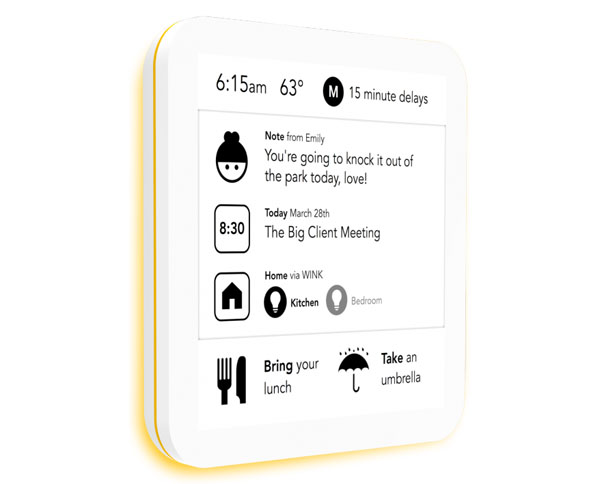 6:15am 63° M 15 minute delays
Note from Emily
You're going to knock it out of
the park today, love!
8:30
Today March 28th
The Big Client Meeting
Home via WINK
Kitchen Bedroom
Bring your
lunch
Take an
umbrella